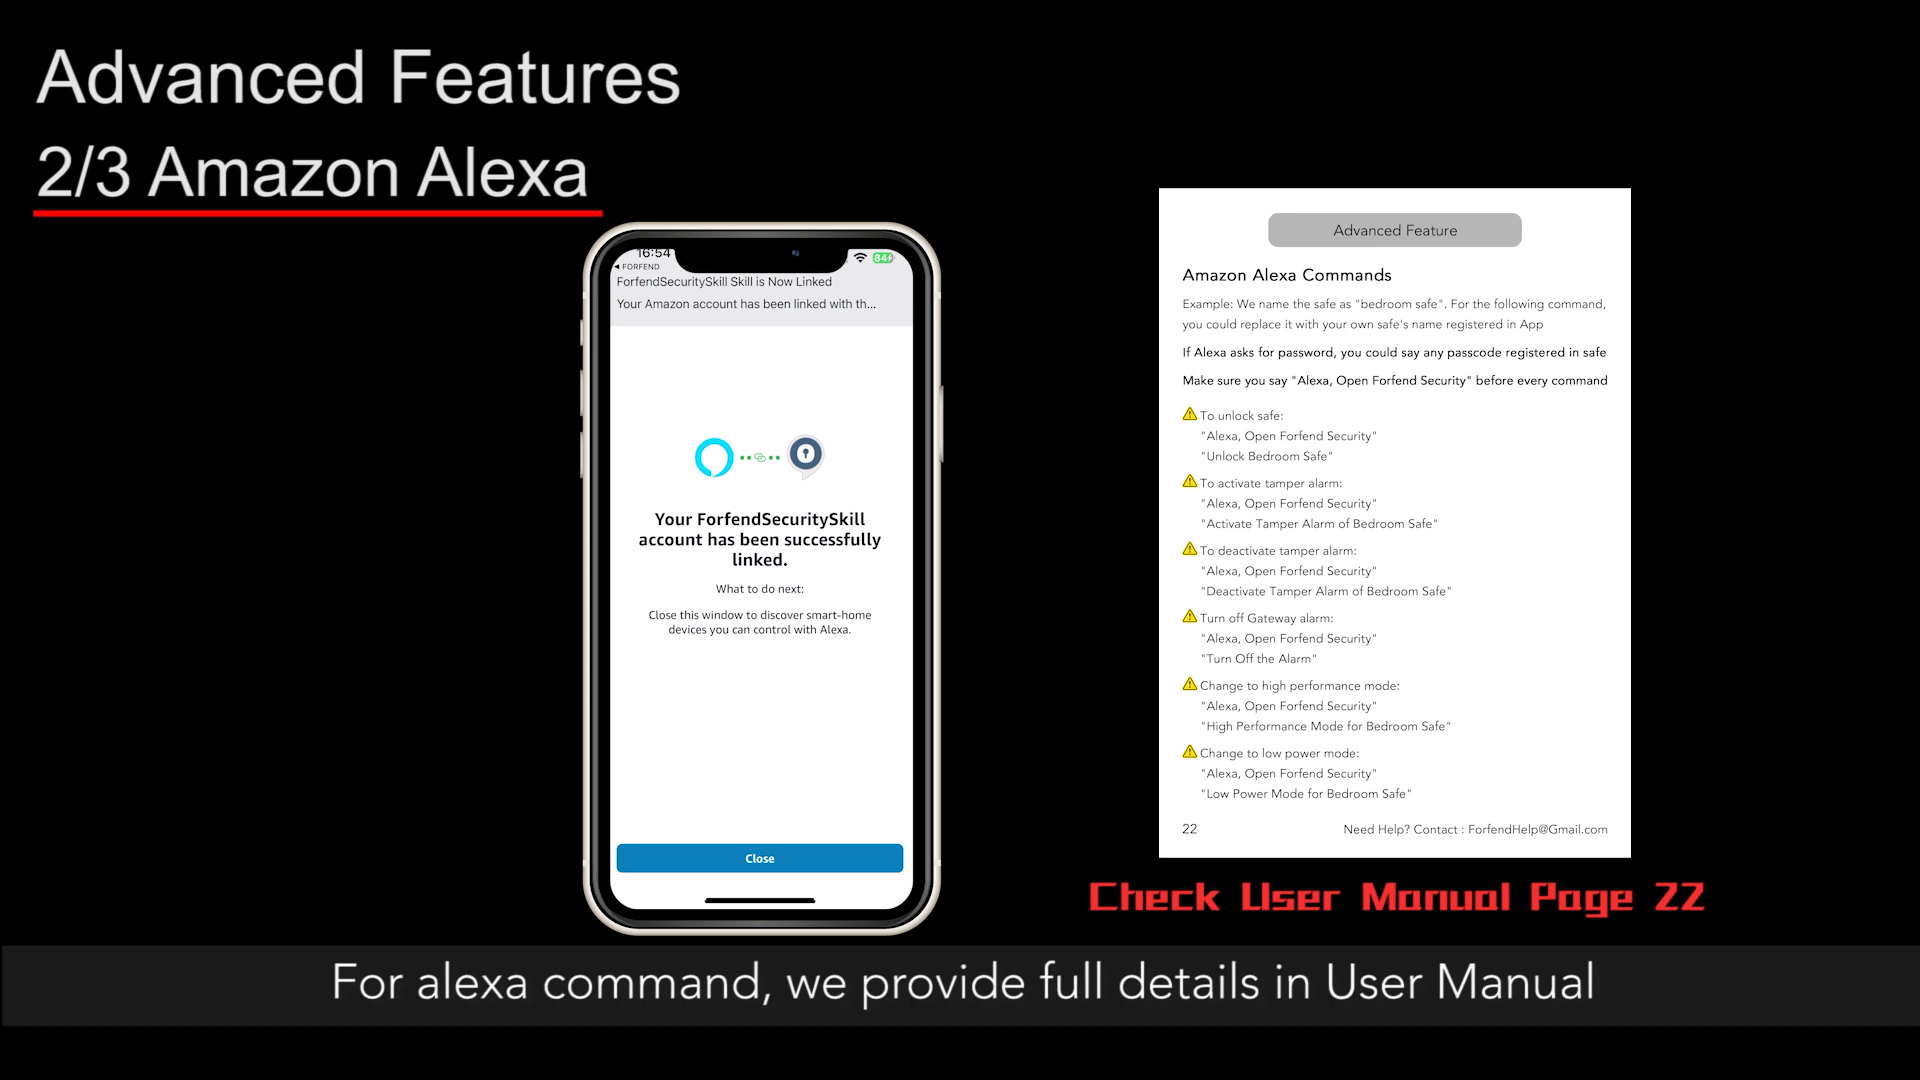 Advanced Features
2/3 Amazon Alexa
16:54
84
◀ FORFEND
ForfendSecuritySkill Skill is Now Linked
Your Amazon account has been linked with th...
Your ForfendSecuritySkill
account has been successfully
linked.
What to do next:
Close this window to discover smart-home
devices you can control with Alexa.
Close
Advanced Feature
Amazon Alexa Commands
Example: We name the safe as "bedroom safe". For the following command,
you could replace it with your own safe's name registered in App
If Alexa asks for password, you could say any passcode registered in safe
Make sure you say "Alexa, Open Forfend Security" before every command
To unlock safe:
"Alexa, Open Forfend Security"
"Unlock Bedroom Safe"
To activate tamper alarm:
"Alexa, Open Forfend Security"
"Activate Tamper Alarm of Bedroom Safe"
To deactivate tamper alarm:
"Alexa, Open Forfend Security"
"Deactivate Tamper Alarm of Bedroom Safe"
Turn off Gateway alarm:
"Alexa, Open Forfend Security"
"Turn Off the Alarm"
Change to high performance mode:
"Alexa, Open Forfend Security"
"High Performance Mode for Bedroom Safe"
Change to low power mode:
"Alexa, Open Forfend Security"
"Low Power Mode for Bedroom Safe"
22
Need Help? Contact : ForfendHelp@Gmail.com
Check User Manual Page 22
For alexa command, we provide full details in User Manual